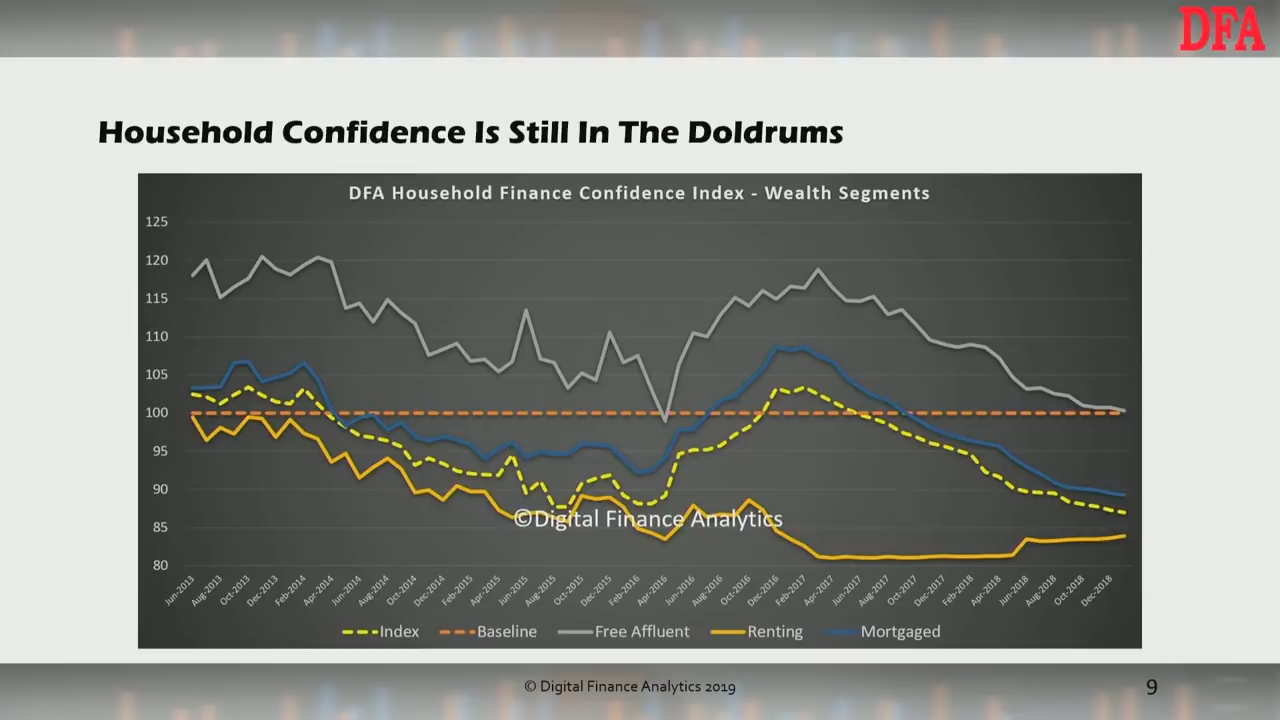 DFA
Household Confidence Is Still In The Doldrums
DFA Household Finance Confidence Index - Wealth Segments
125
120
115
110
105
100
95
90
85
80
©Digital Finance Analytics
Jun-2013 Aug-2013 Oct-2013 Dec-2013 Feb-2014 Apr-2014 Jun-2014 Aug-2014 Oct-2014 Dec-2014 Feb-2015 Apr-2015 Jun-2015 Aug-2015 Oct-2015 Dec-2015 Feb-2016 Apr-2016 Jun-2016 Aug-2016 Oct-2016 Dec-2016 Feb-2017 Apr-2017 Jun-2017 Aug-2017 Oct-2017 Dec-2017 Feb-2018 Apr-2018 Jun-2018 Aug-2018 Oct-2018 Dec-2018
Index Baseline Free Affluent Renting Mortgaged
© Digital Finance Analytics 2019
9